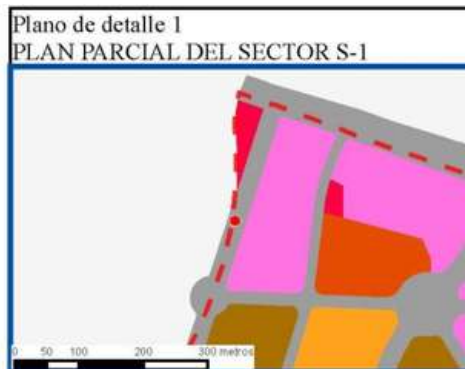 Plano de detalle 1
PLAN PARCIAL DEL SECTOR S-1
0 50 100 200 300 metros